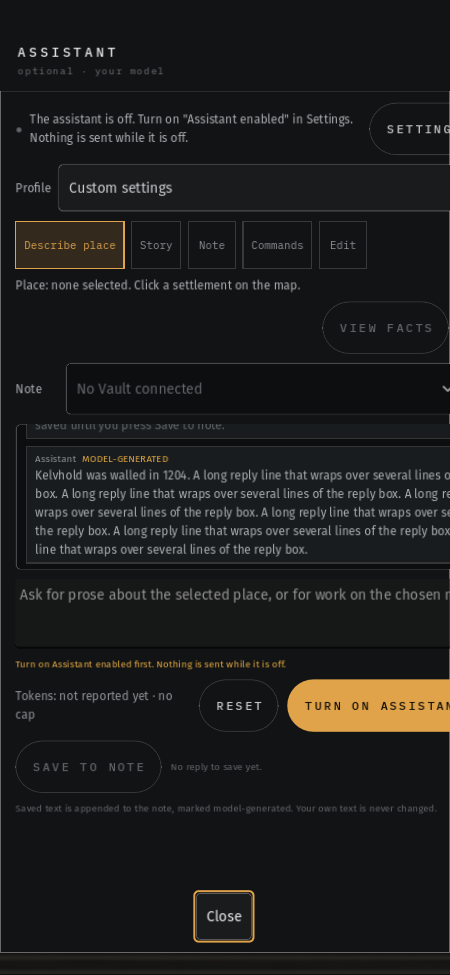 ASSISTANT
optional · your model
The assistant is off. Turn on "Assistant enabled" in Settings.
Nothing is sent while it is off.
SETTING
Profile
Custom settings
Describe place
Story
Note
Commands
Edit
Place: none selected. Click a settlement on the map.
VIEW FACTS
Note
No Vault connected
saved until you press Save to note.
Assistant MODEL-GENERATED
Kelvhold was walled in 1204. A long reply line that wraps over several lines o
box. A long reply line that wraps over several lines of the reply box. A long re
wraps over several lines of the reply box. A long reply line that wraps over se
the reply box. A long reply line that wraps over several lines of the reply box
line that wraps over several lines of the reply box.
Ask for prose about the selected place, or for work on the chosen n
Turn on Assistant enabled first. Nothing is sent while it is off.
Tokens: not reported yet · no
cap
RESET
TURN ON ASSISTAN
SAVE TO NOTE
No reply to save yet.
Saved text is appended to the note, marked model-generated. Your own text is never changed.
Close